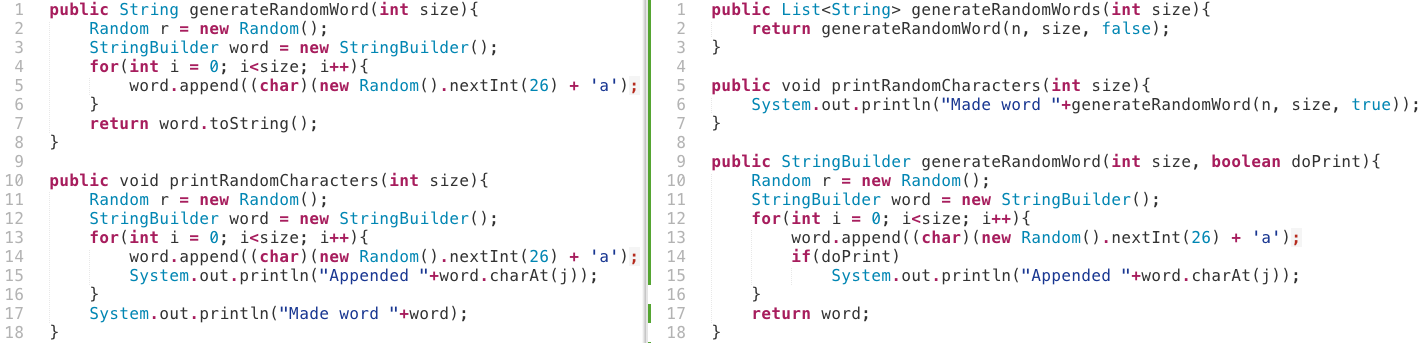 1 public String generateRandomWord(int size){
2     Random r = new Random();
3     StringBuilder word = new StringBuilder();
4     for(int i = 0; i<size; i++){
5         word.append((char)(new Random().nextInt(26) + 'a');
6     }
7     return word.toString();
8 }
9
10 public void printRandomCharacters(int size){
11     Random r = new Random();
12     StringBuilder word = new StringBuilder();
13     for(int i = 0; i<size; i++){
14         word.append((char)(new Random().nextInt(26) + 'a');
15         System.out.println("Appended "+word.charAt(j));
16     }
17     System.out.println("Made word "+word);
18 }
1 public List<String> generateRandomWords(int size){
2     return generateRandomWord(n, size, false);
3 }
4
5 public void printRandomCharacters(int size){
6     System.out.println("Made word "+generateRandomWord(n, size, true));
7 }
8
9 public StringBuilder generateRandomWord(int size, boolean doPrint){
10     Random r = new Random();
11     StringBuilder word = new StringBuilder();
12     for(int i = 0; i<size; i++){
13         word.append((char)(new Random().nextInt(26) + 'a');
14         if(doPrint)
15             System.out.println("Appended "+word.charAt(j));
16     }
17     return word;
18 }